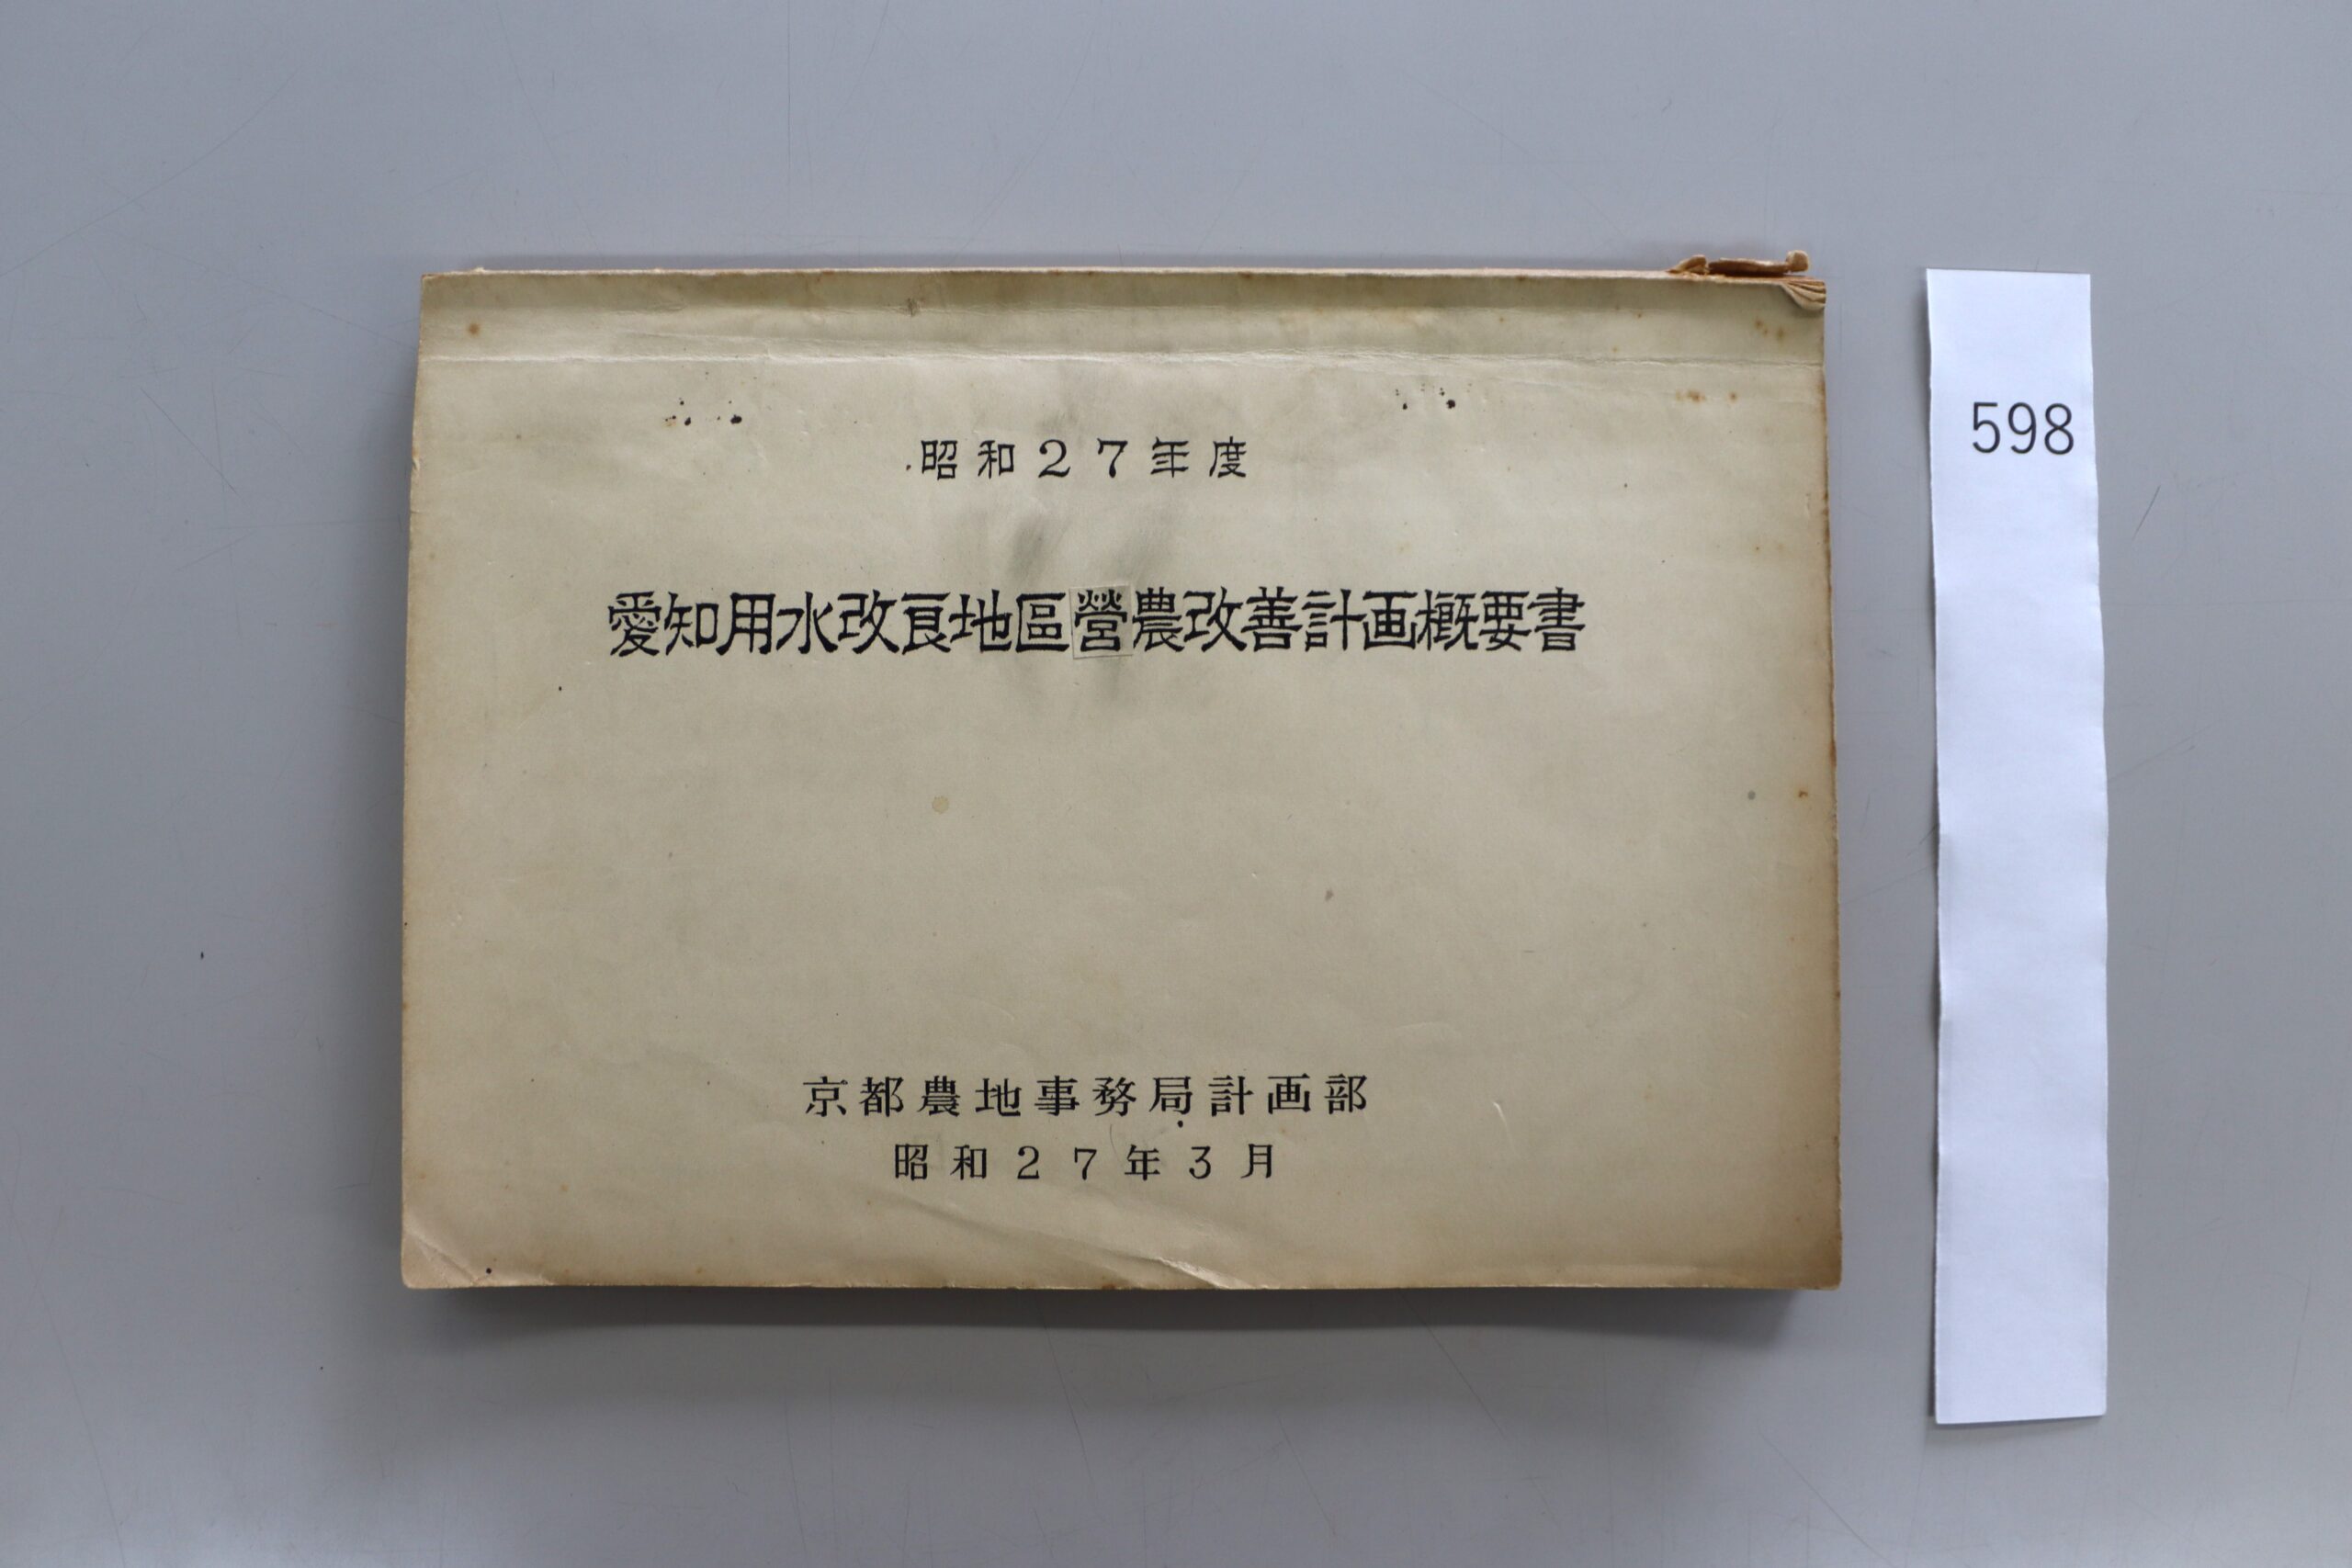 昭和27年度
愛知用水改良地區營農改善計画概要書
京都農地事務局計画部
昭和27年3月
598